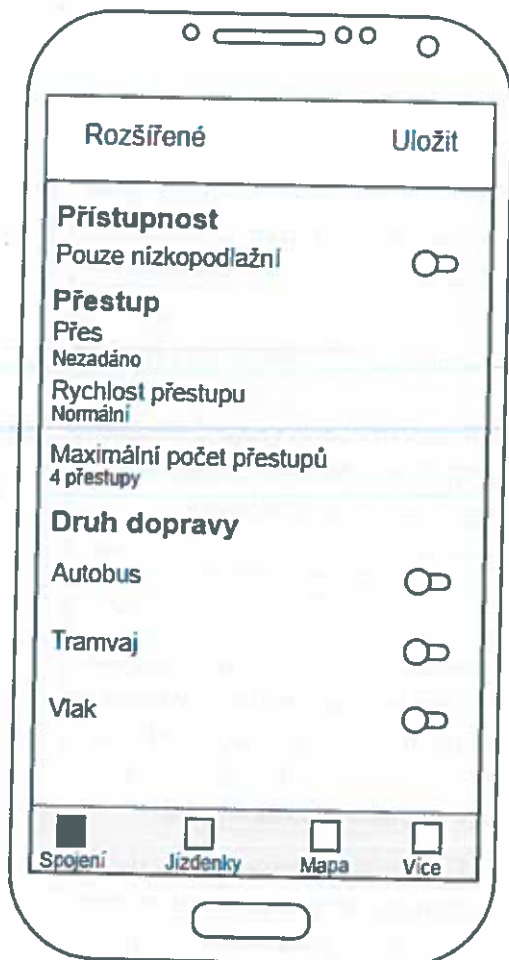 Rozšířené Uložit
Přístupnost
Pouze nízkopodlažní
Přestup
Přes
Nezadáno
Rychlost přestupu
Normální
Maximální počet přestupů
4 přestupy
Druh dopravy
Autobus
Tramvaj
Vlak
Spojení Jízdenky Mapa Více